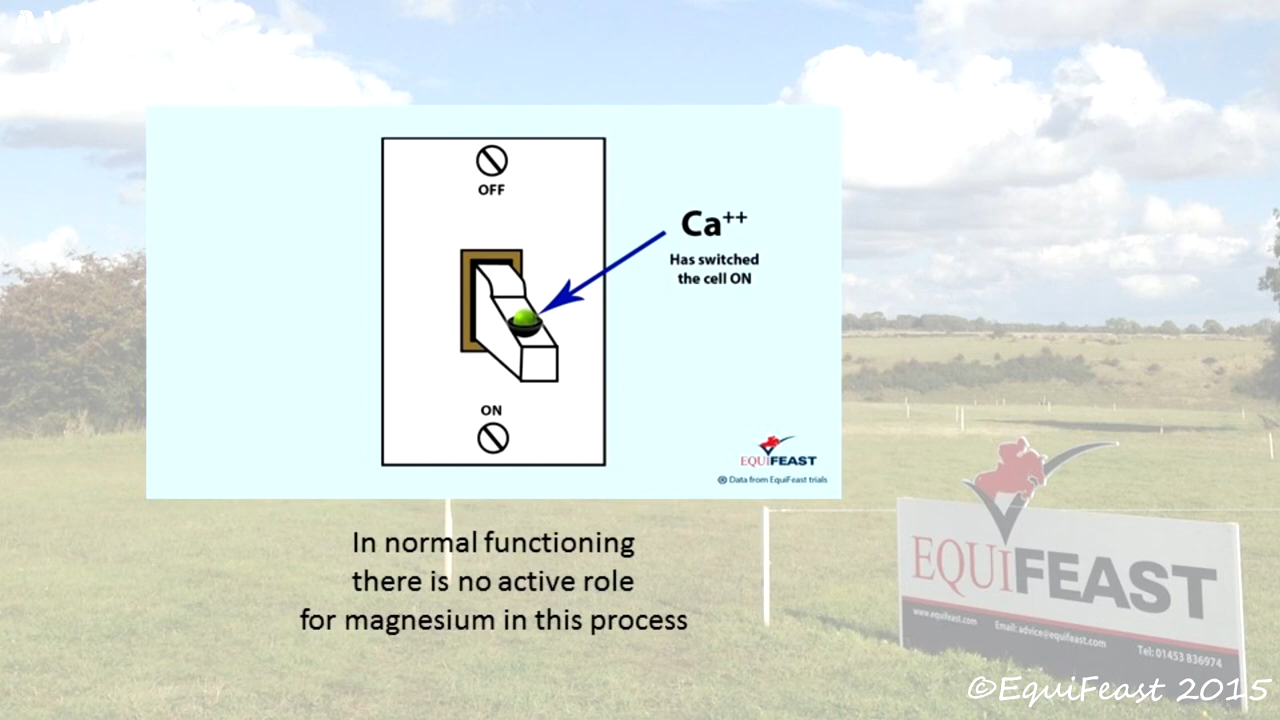 AW
OFF
Ca++
Has switched
the cell ON
ON
EQUIFEAST
Data from EquiFeast trials
In normal functioning
there is no active role
for magnesium in this process
EQUIFEAST
www.equifeast.com Email: advice@equifeast.com Tel: 01453 836974
©EquiFeast 2015